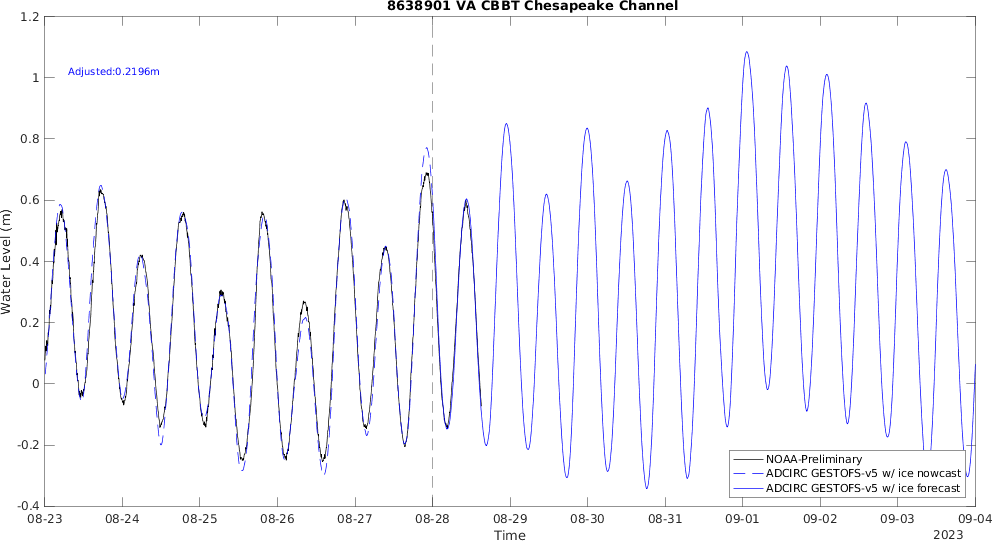 8638901 VA CBBT Chesapeake Channel
1.2
1
0.8
0.6
0.4
0.2
0
-0.2
-0.4
Water Level (m)
Adjusted:0.2196m
NOAA-Preliminary
ADCIRC GESTOFS-v5 w/ ice nowcast
ADCIRC GESTOFS-v5 w/ ice forecast
08-23 08-24 08-25 08-26 08-27 08-28 08-29 08-30 08-31 09-01 09-02 09-03 09-04
Time
2023